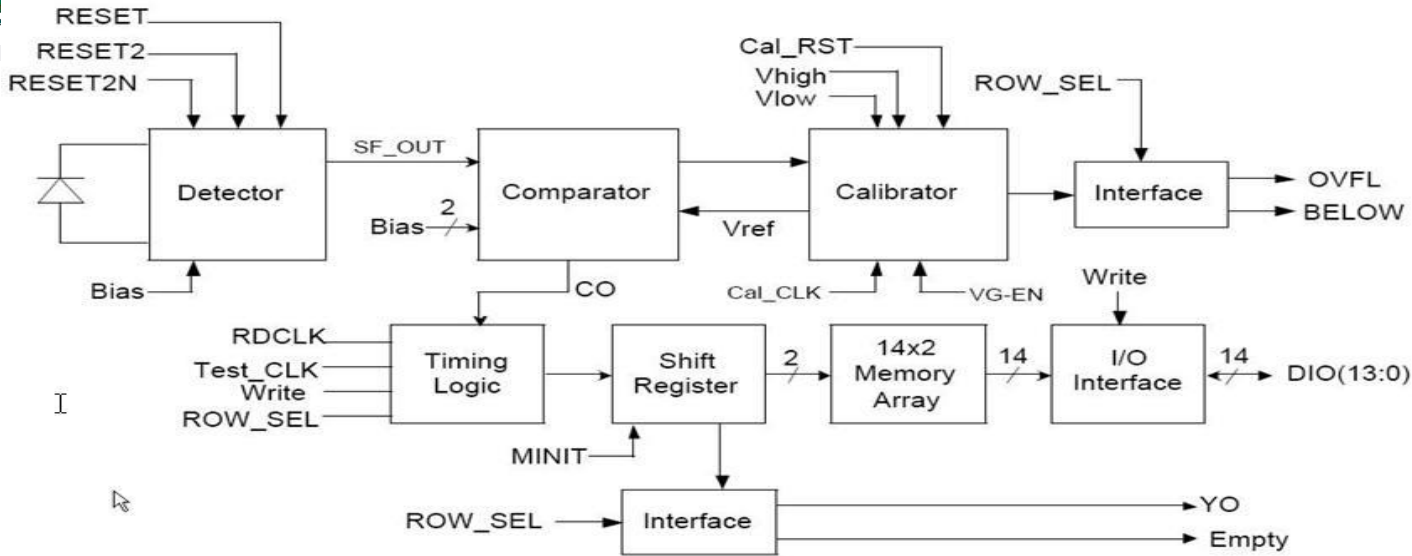 RESET
RESET2
RESET2N
Cal_RST
Vhigh
Vlow
ROW_SEL
Detector
SF_OUT
Comparator
Calibrator
Interface
OVFL
BELOW
Bias
2
Vref
Bias
CO
Cal_CLK
VG-EN
Write
RDCLK
Test_CLK
Write
ROW_SEL
Timing
Logic
Shift
Register
2
14x2
Memory
Array
14
I/O
Interface
14
DIO(13:0)
MINIT
ROW_SEL
Interface
YO
Empty